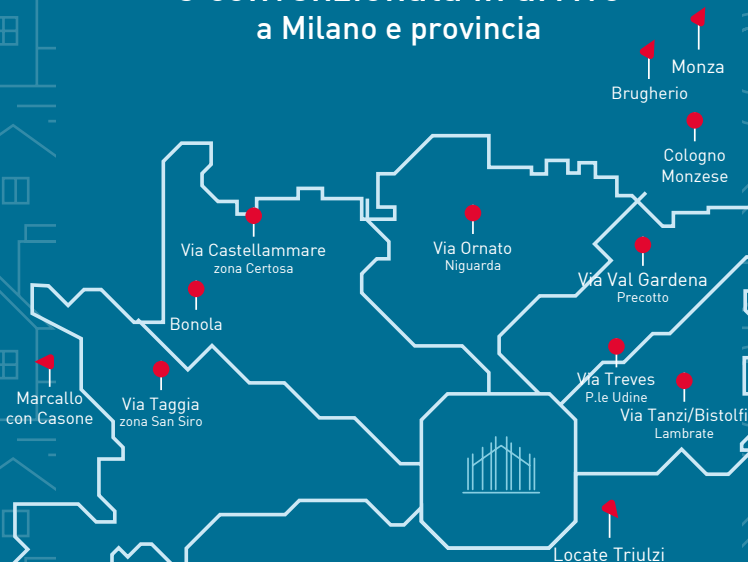 a Milano e provincia
Monza
Brugherio
Cologno
Monzese
Via Castellammare
zona Certosa
Via Ornato
Niguarda
Via Val Gardena
Precotto
Bonola
Marcallo
con Casone
Via Taggia
zona San Siro
Via Treves
P.le Udine
Via Tanzi/Bistolfi
Lambrate
Locate Triulzi